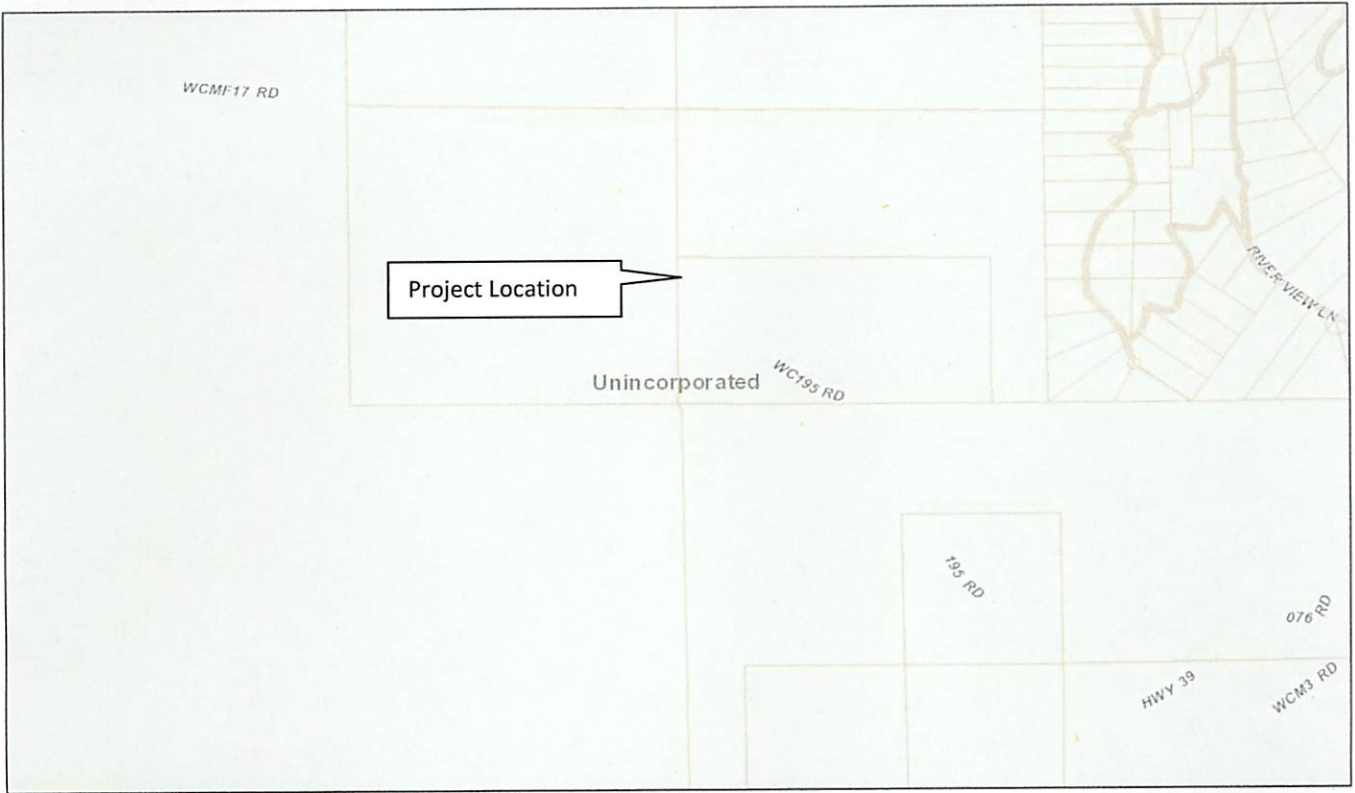 WCMF17 RD
RIVER VIEW LN
Project Location
Unincorporated
WC195 RD
195 RD
076 RD
HWY 39
WCM3 RD